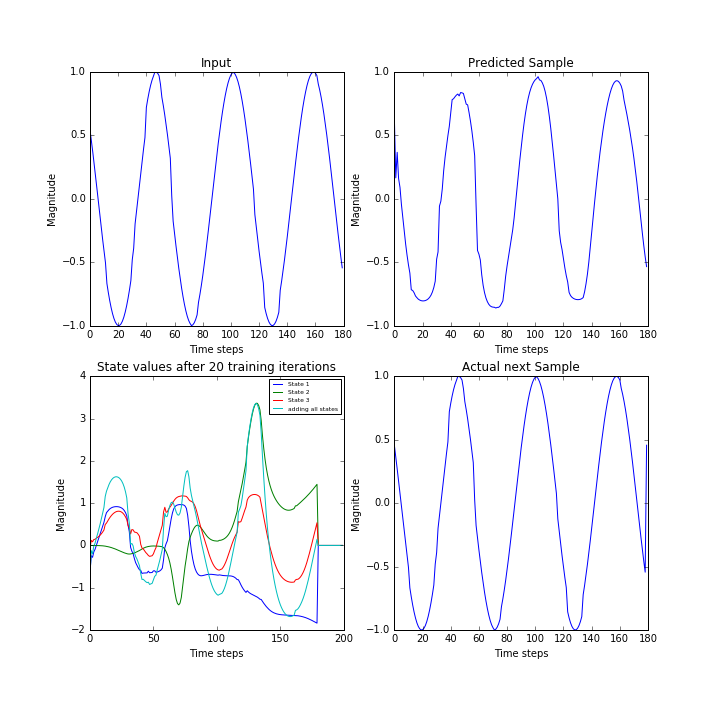 Input
1.0
0.5
0.0
−0.5
−1.0
Magnitude
0 20 40 60 80 100 120 140 160 180
Time steps
Predicted Sample
1.0
0.5
0.0
−0.5
−1.0
Magnitude
0 20 40 60 80 100 120 140 160 180
Time steps
State values after 20 training iterations
4
3
2
1
0
−1
−2
Magnitude
State 1
State 2
State 3
adding all states
0 50 100 150 200
Time steps
Actual next Sample
1.0
0.5
0.0
−0.5
−1.0
Magnitude
0 20 40 60 80 100 120 140 160 180
Time steps